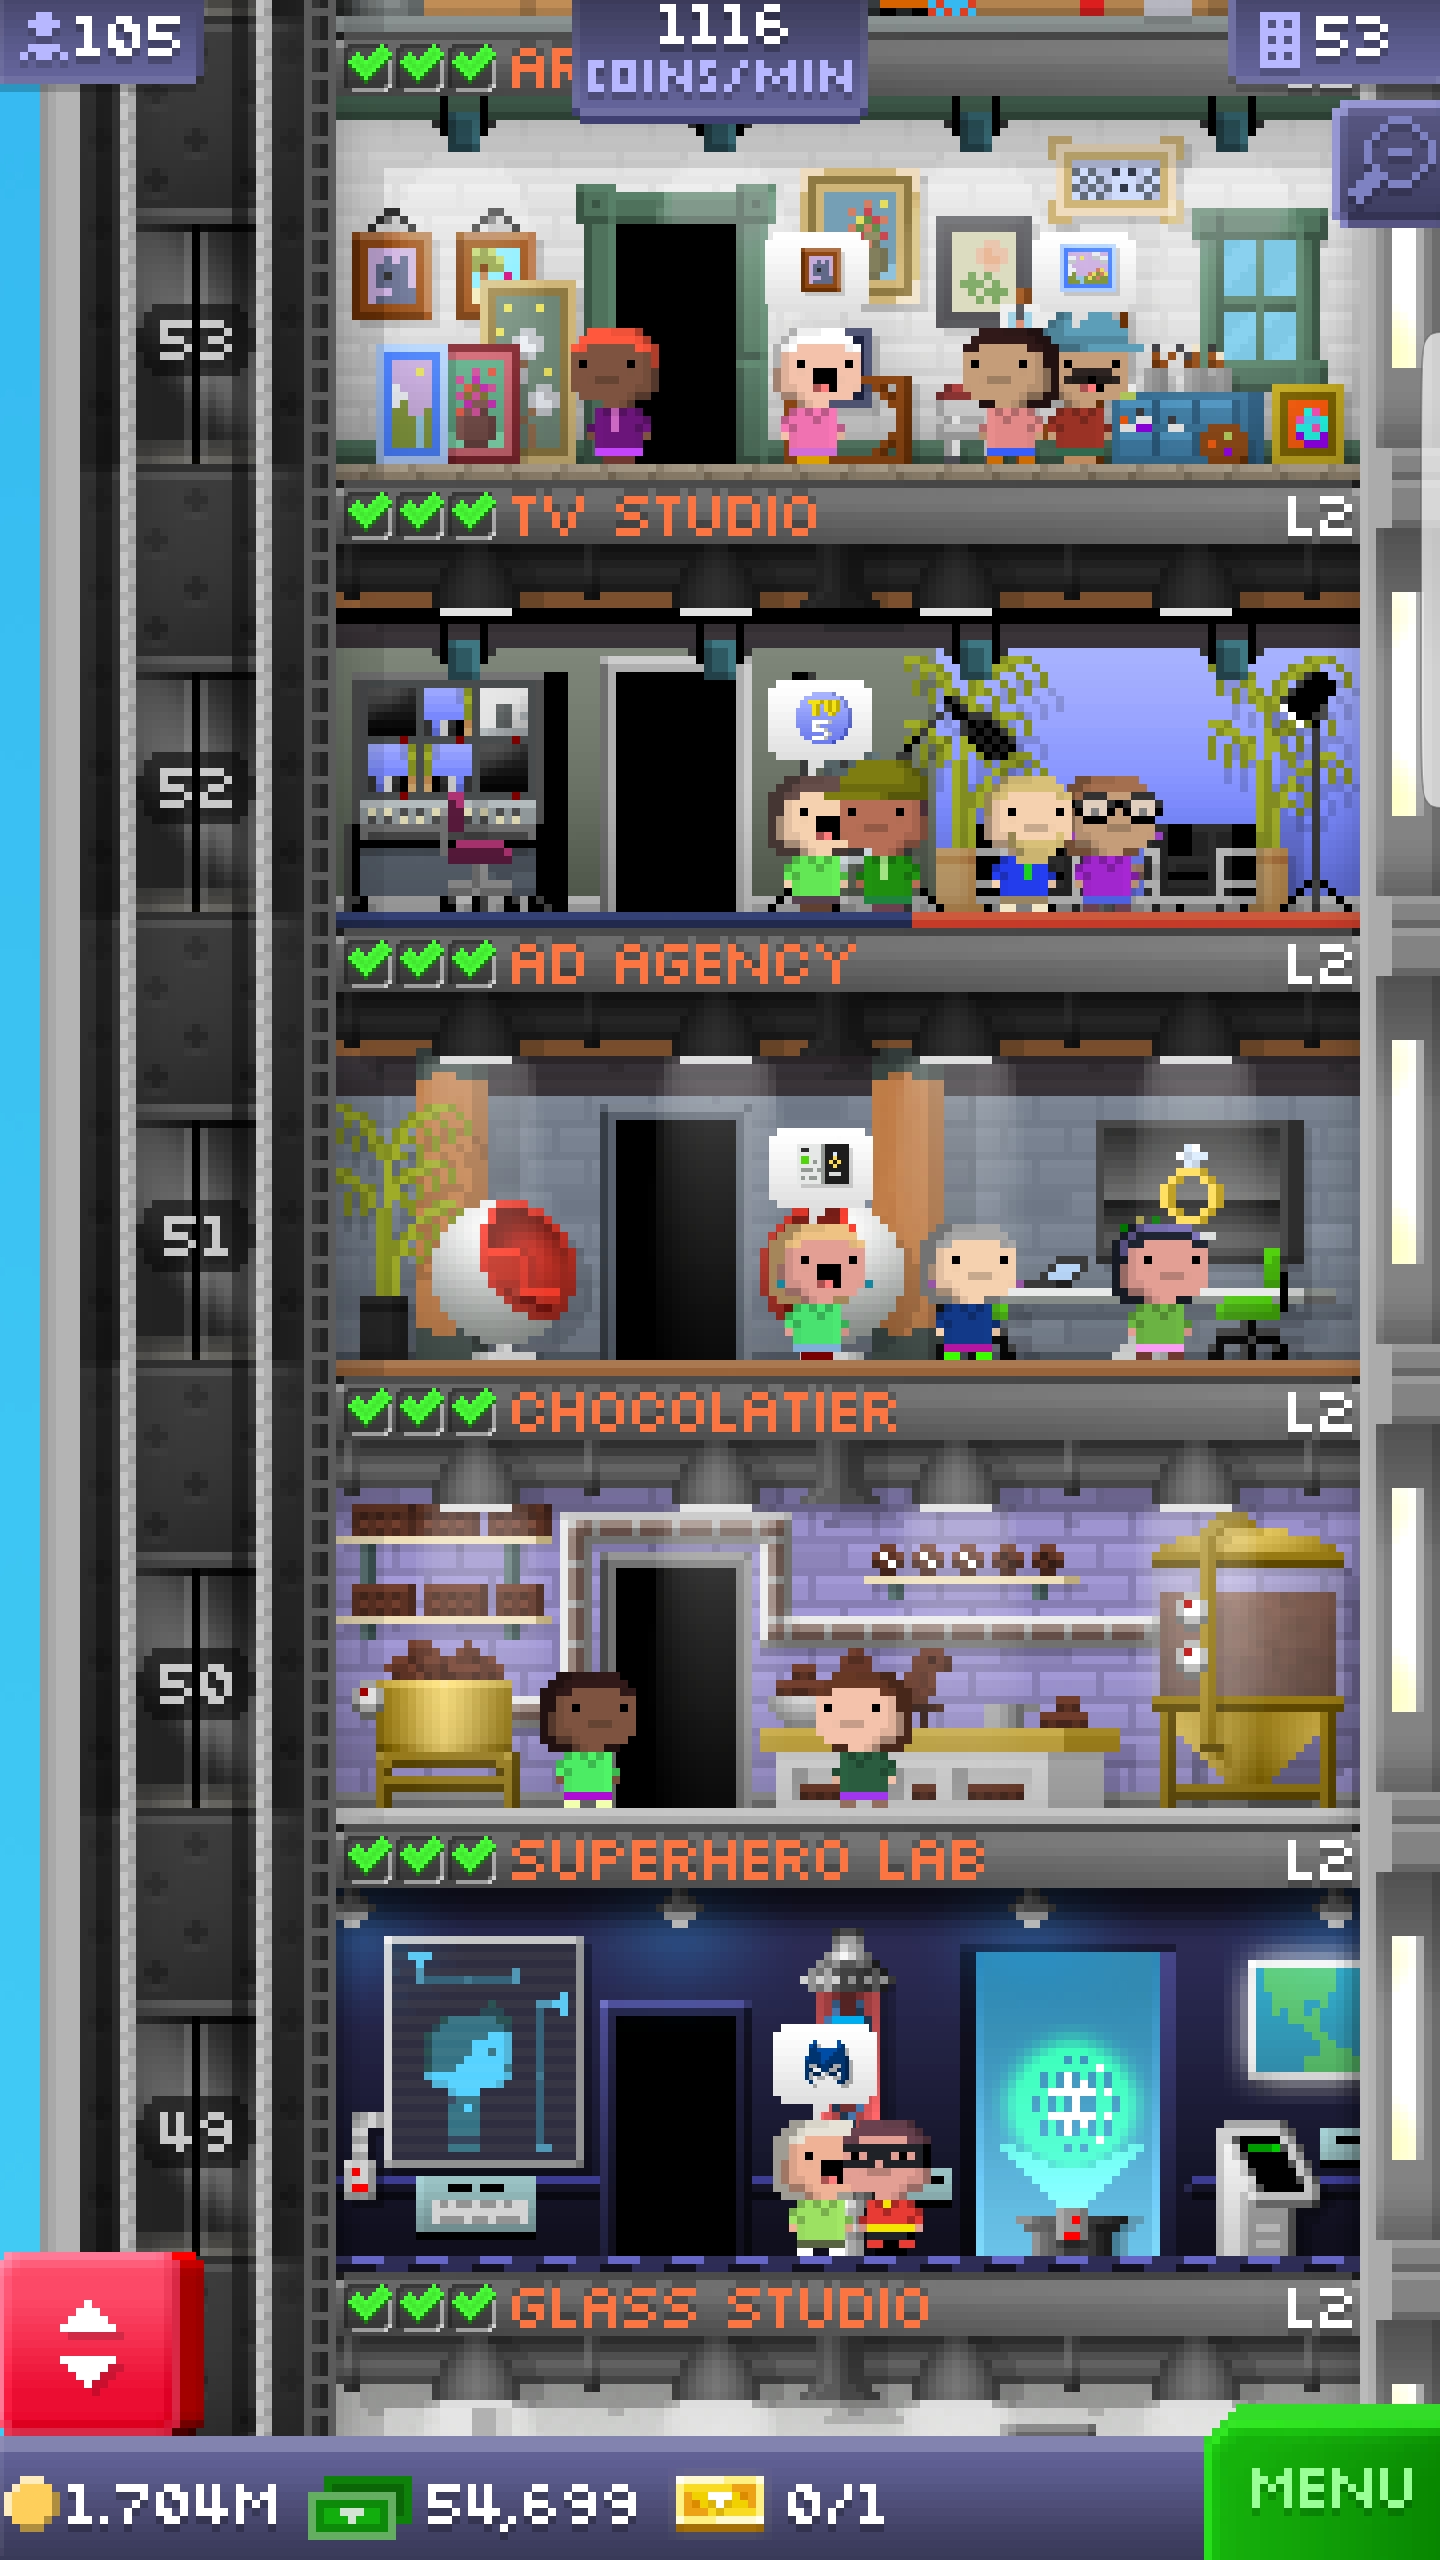 105
1116
COINS/MIN
53
53
TV
5
TV STUDIO L2
52
AD AGENCY L2
51
CHOCOLATIER L2
50
SUPERHERO LAB L2
49
GLASS STUDIO L2
1.704M 54,699 0/1
MENU